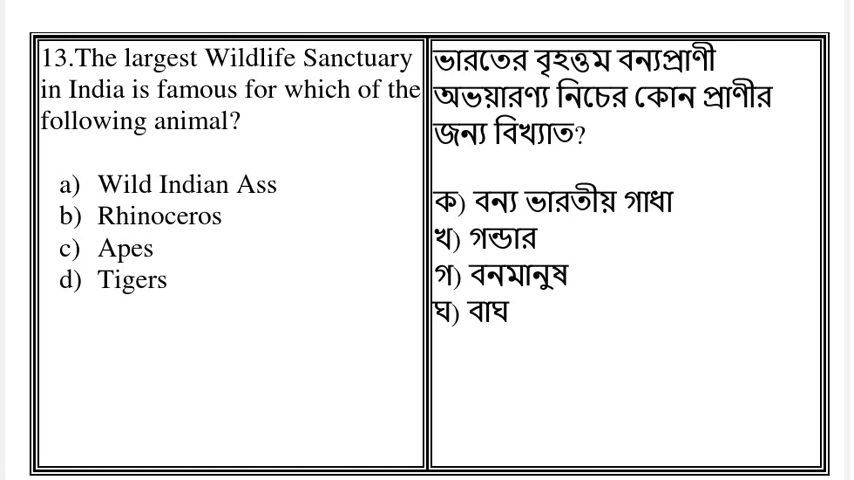 13.The largest Wildlife Sanctuary
in India is famous for which of the
following animal?
a) Wild Indian Ass
b) Rhinoceros
c) Apes
d) Tigers
ভারতের বৃহত্তম বন্যপ্রাণী
অভয়ারণ্য নিচের কোন প্রাণীর
জন্য বিখ্যাত?
ক) বন্য ভারতীয় গাধা
খ) গন্ডার
গ) বনমানুষ
ঘ) বাঘ